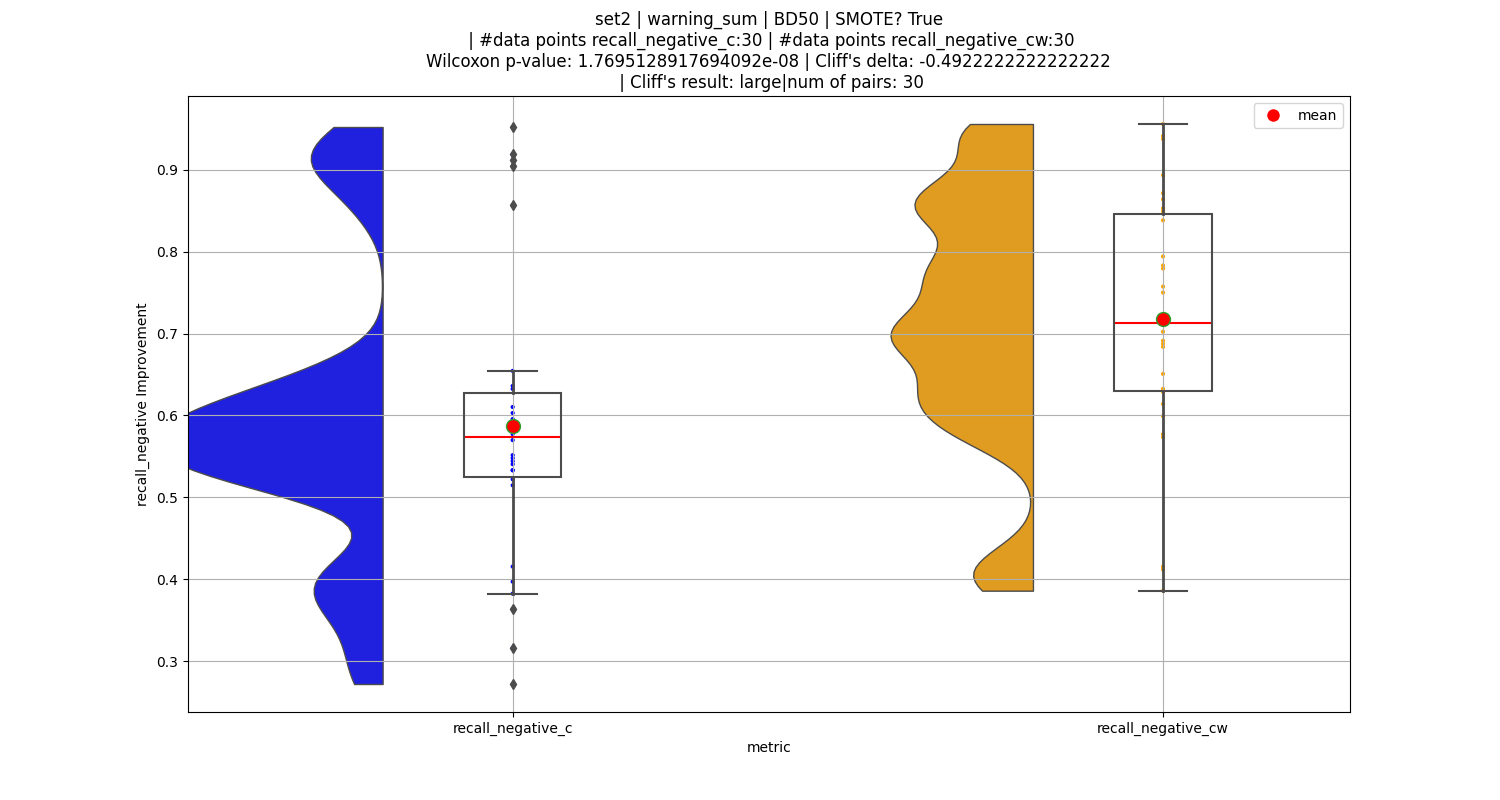 set2 | warning_sum | BD50 | SMOTE? True
| #data points recall_negative_c:30 | #data points recall_negative_cw:30
Wilcoxon p-value: 1.7695128917694092e-08 | Cliff's delta: -0.4922222222222222
| Cliff's result: large|num of pairs: 30
mean
0.9
0.8
0.7
0.6
0.5
0.4
0.3
recall_negative Improvement
recall_negative_c
recall_negative_cw
metric